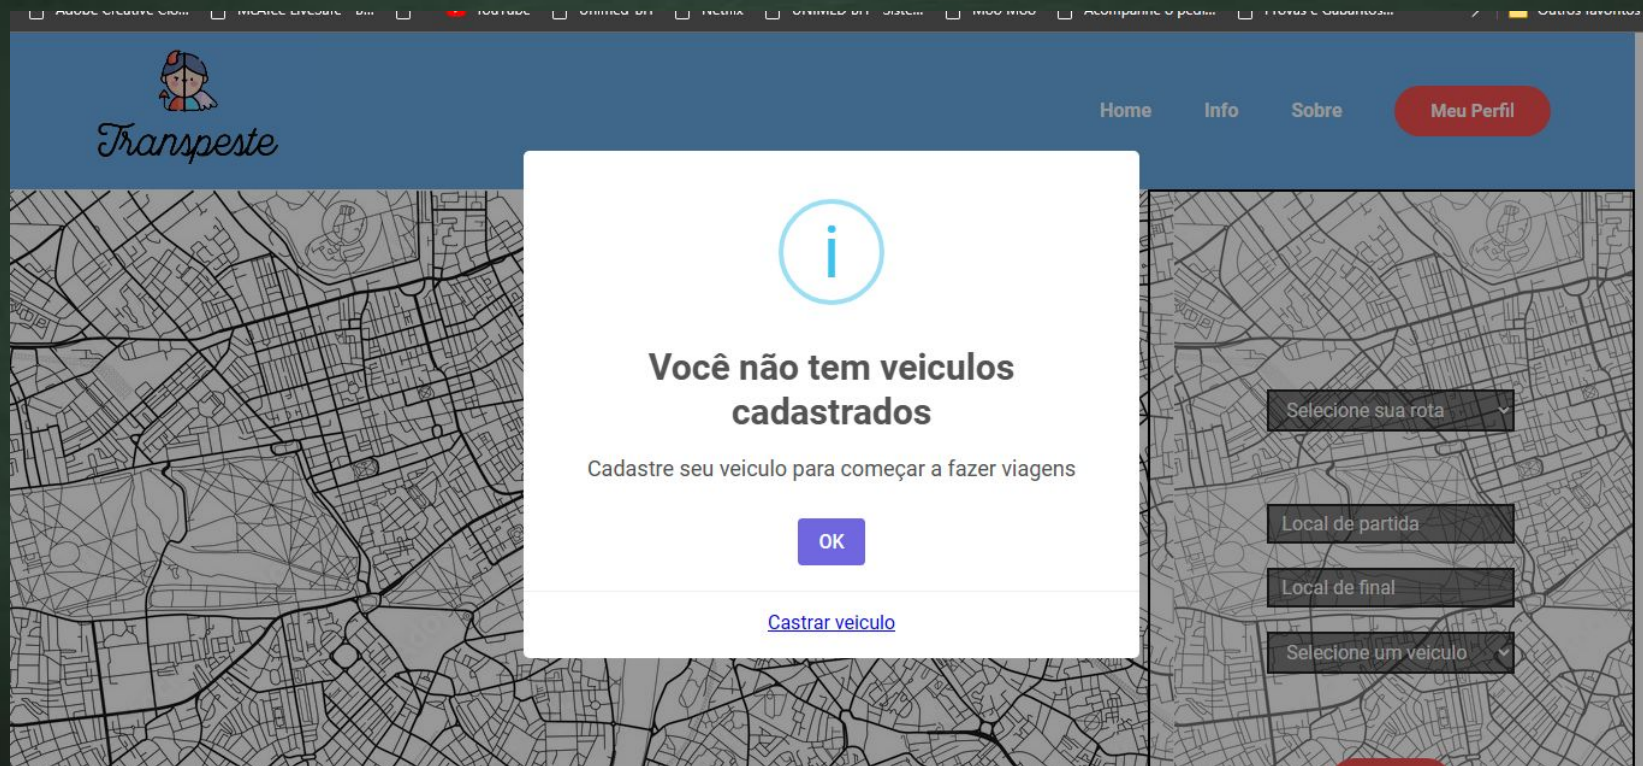 Transpeste
Home Info Sobre Meu Perfil
Você não tem veiculos
cadastrados
Cadastre seu veiculo para começar a fazer viagens
OK
Castrar veiculo
Selecione sua rota
Local de partida
Local de final
Selecione um veiculo